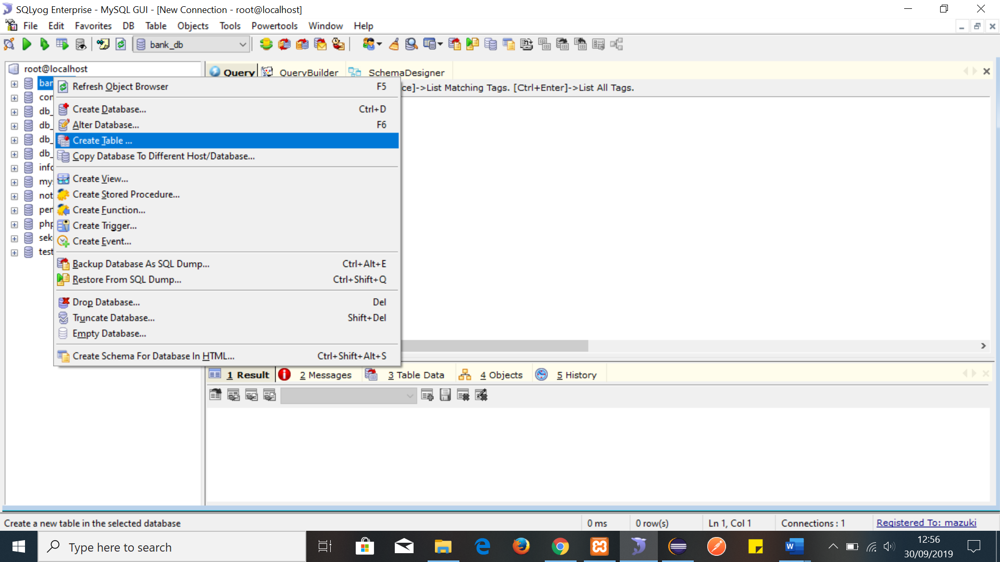 SQLyog Enterprise - MySQL GUI - [New Connection - root@localhost]
File Edit Favorites DB Table Objects Tools Powertools Window Help
bank_db
root@localhost
Query QueryBuilder SchemaDesigner
ce]->List Matching Tags. [Ctrl+Enter]->List All Tags.
ban
con
db_
db_
db_
db_
info
mys
not
per
php
sek
test
Refresh Object Browser F5
Create Database... Ctrl+D
Alter Database... F6
Create Table ...
Copy Database To Different Host/Database...
Create View...
Create Stored Procedure...
Create Function...
Create Trigger...
Create Event...
Backup Database As SQL Dump... Ctrl+Alt+E
Restore From SQL Dump... Ctrl+Shift+Q
Drop Database... Del
Truncate Database... Shift+Del
Empty Database...
Create Schema For Database In HTML... Ctrl+Shift+Alt+S
1 Result 2 Messages 3 Table Data 4 Objects 5 History
Create a new table in the selected database 0 ms 0 row(s) Ln 1, Col 1 Connections : 1 Registered To: mazuki
Type here to search
12:56
30/09/2019